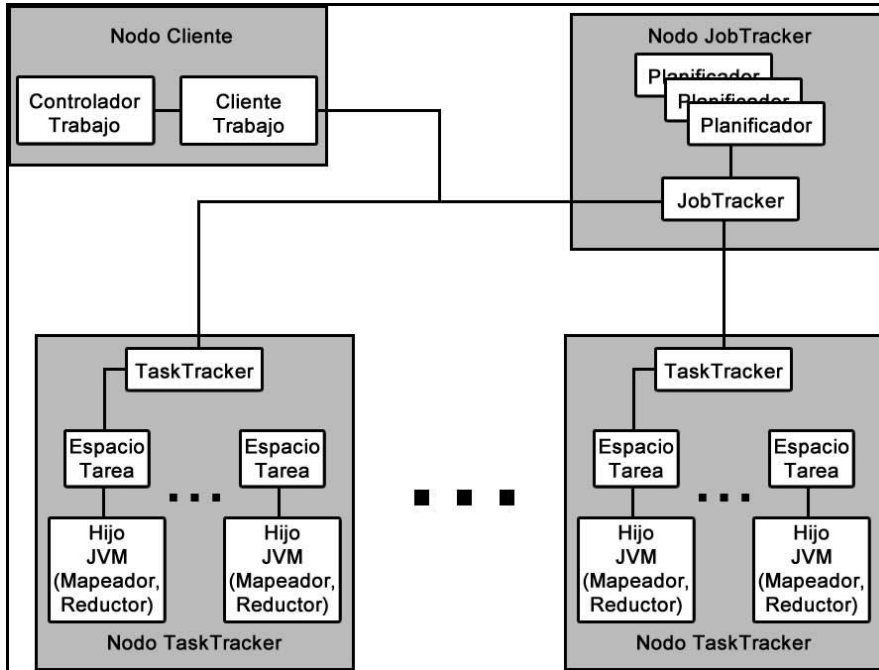 Nodo Cliente
Controlador
Trabajo
Cliente
Trabajo
Nodo JobTracker
Planificador
Planificador
Planificador
JobTracker
TaskTracker
Espacio
Tarea
Espacio
Tarea
Hijo
JVM
(Mapeador,
Reductor)
Hijo
JVM
(Mapeador,
Reductor)
Nodo TaskTracker
TaskTracker
Espacio
Tarea
Espacio
Tarea
Hijo
JVM
(Mapeador,
Reductor)
Hijo
JVM
(Mapeador,
Reductor)
Nodo TaskTracker